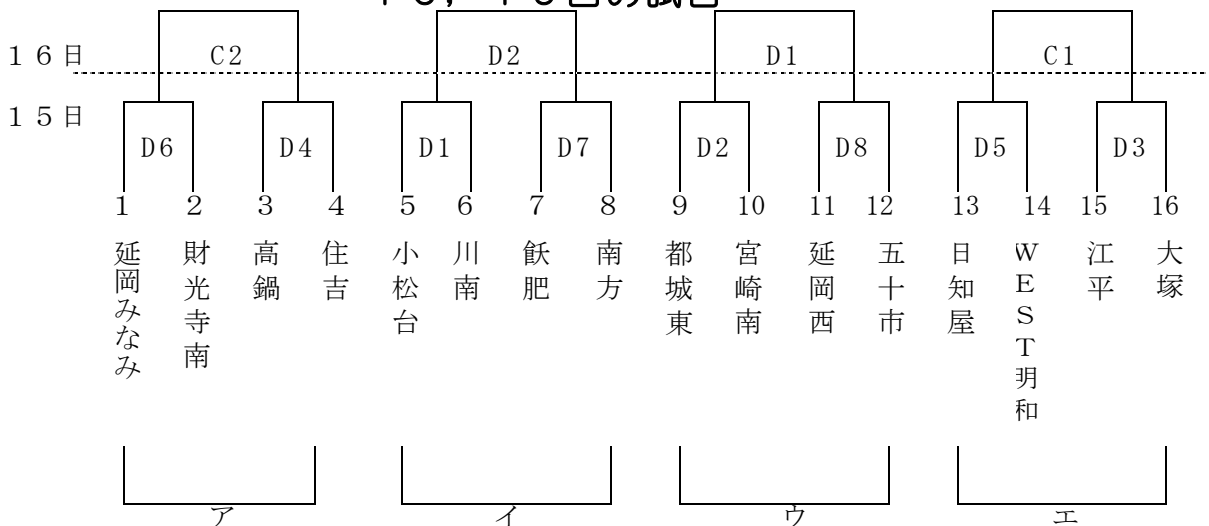 １６日 C2 D2 D1 C1
１５日
D6 D4 D1 D7 D2 D8 D5 D3
1 2 3 4 5 6 7 8 9 10 11 12 13 14 15 16
延岡みなみ
財光寺南
高鍋
住吉
小松台
川南
飫肥
南方
都城東
宮崎南
延岡西
五十市
日知屋
WEST明和
江平
大塚
ア イ ウ エ